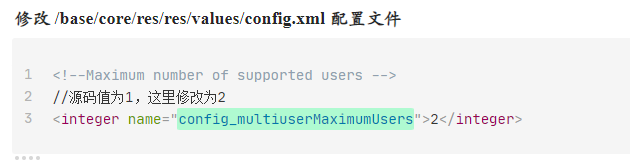 修改 /base/core/res/res/values/config.xml 配置文件
1 <!--Maximum number of supported users -->
2 //源码值为1，这里修改为2
3 <integer name="config_multiuserMaximumUsers">2</integer>